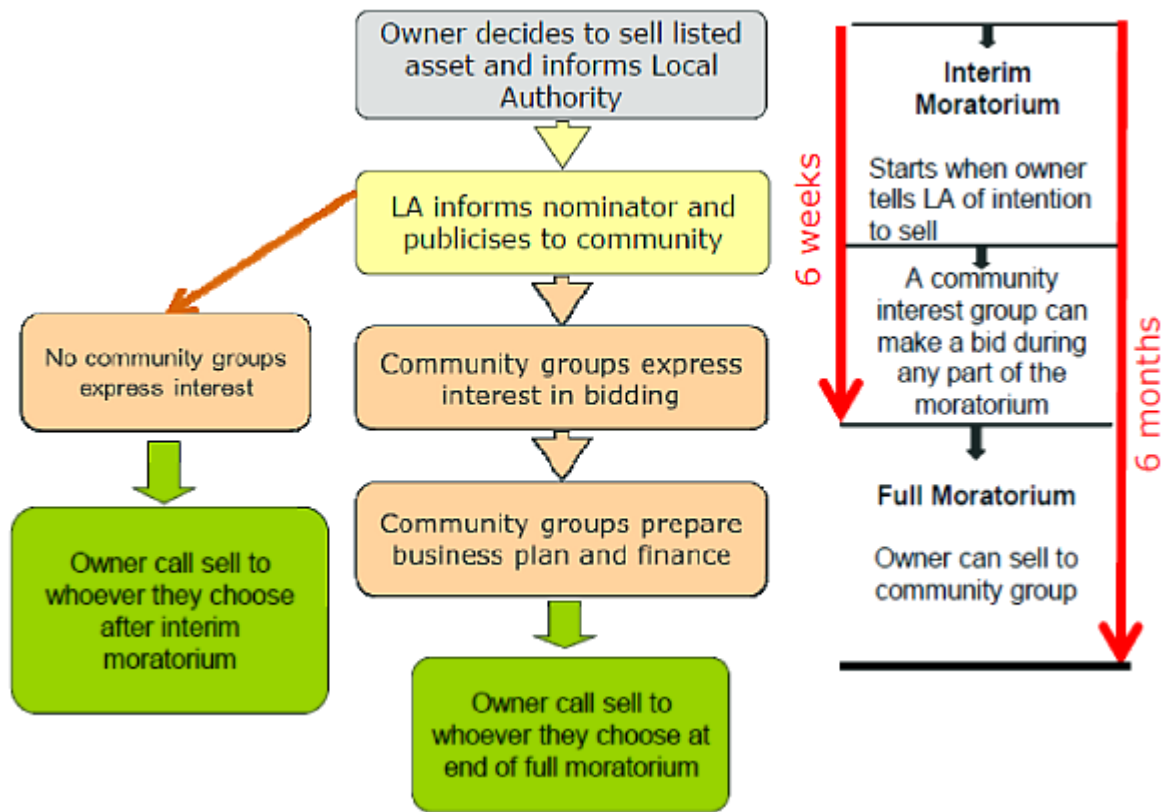 Owner decides to sell listed
asset and informs Local
Authority
LA informs nominator and
publicises to community
No community groups
express interest
Community groups express
interest in bidding
Community groups prepare
business plan and finance
Owner call sell to
whoever they choose
after interim
moratorium
Owner call sell to
whoever they choose at
end of full moratorium
6 weeks
Interim
Moratorium
Starts when owner
tells LA of intention
to sell
A community
interest group can
make a bid during
any part of the
moratorium
Full Moratorium
Owner can sell to
community group
6 months